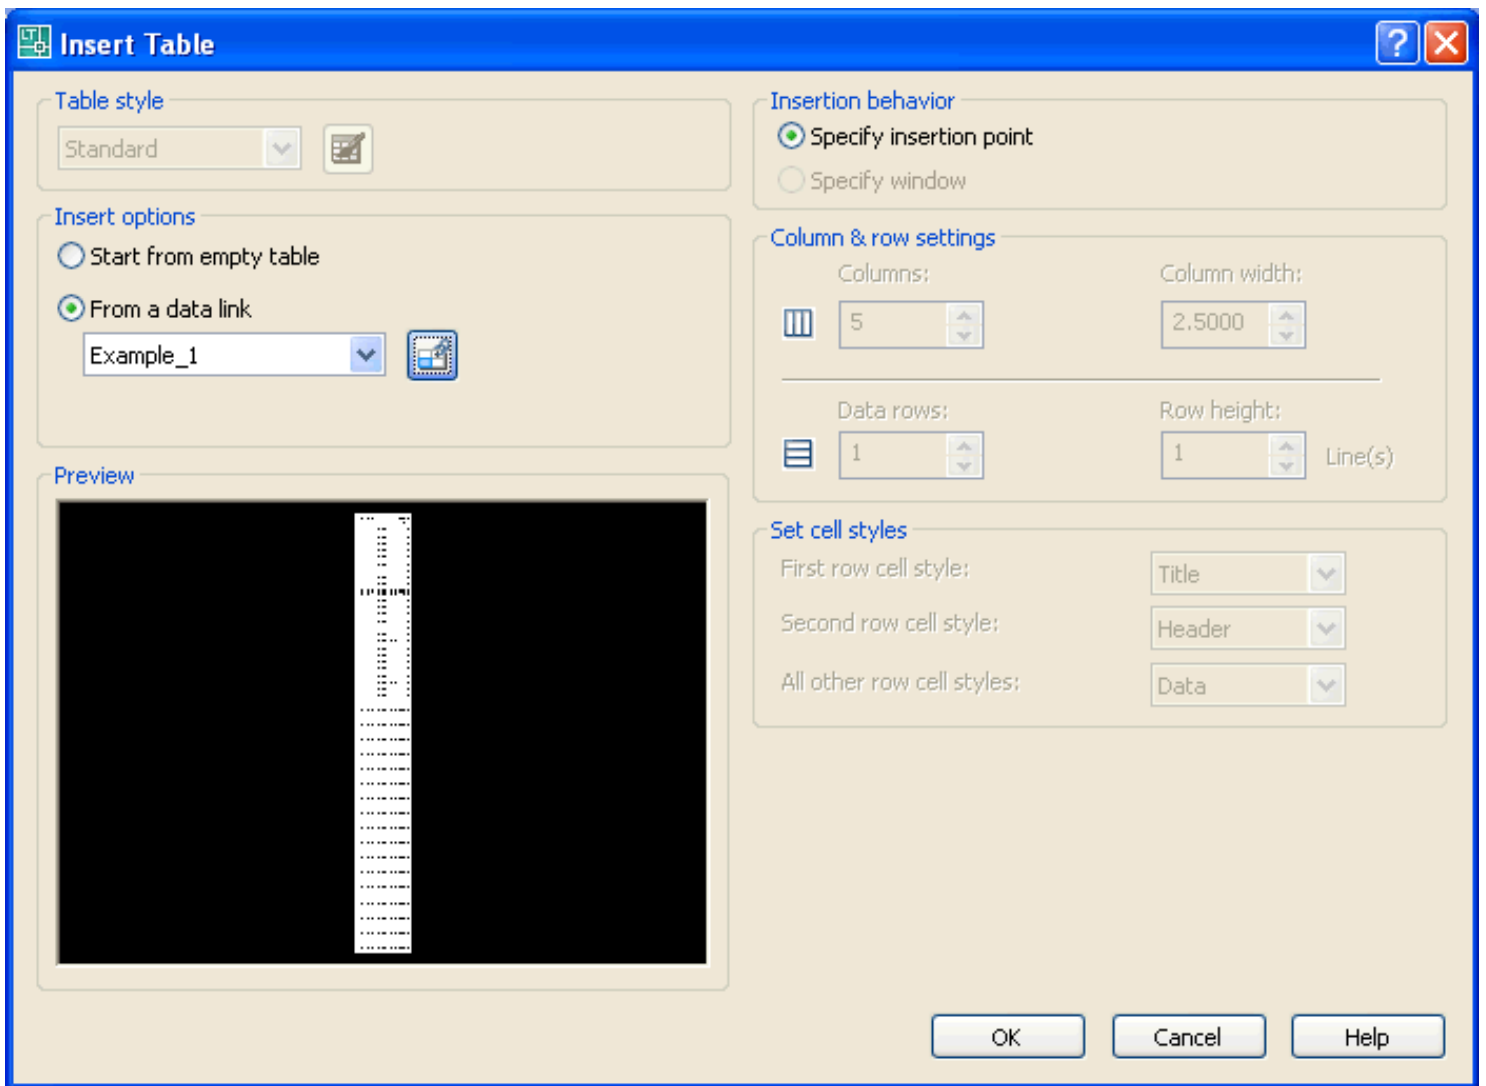 Insert Table
Table style
Standard
Insert options
Start from empty table
From a data link
Example_1
Preview
Insertion behavior
Specify insertion point
Specify window
Column & row settings
Columns: Column width:
5 2.5000
Data rows: Row height:
1 1 Line(s)
Set cell styles
First row cell style: Title
Second row cell style: Header
All other row cell styles: Data
OK Cancel Help